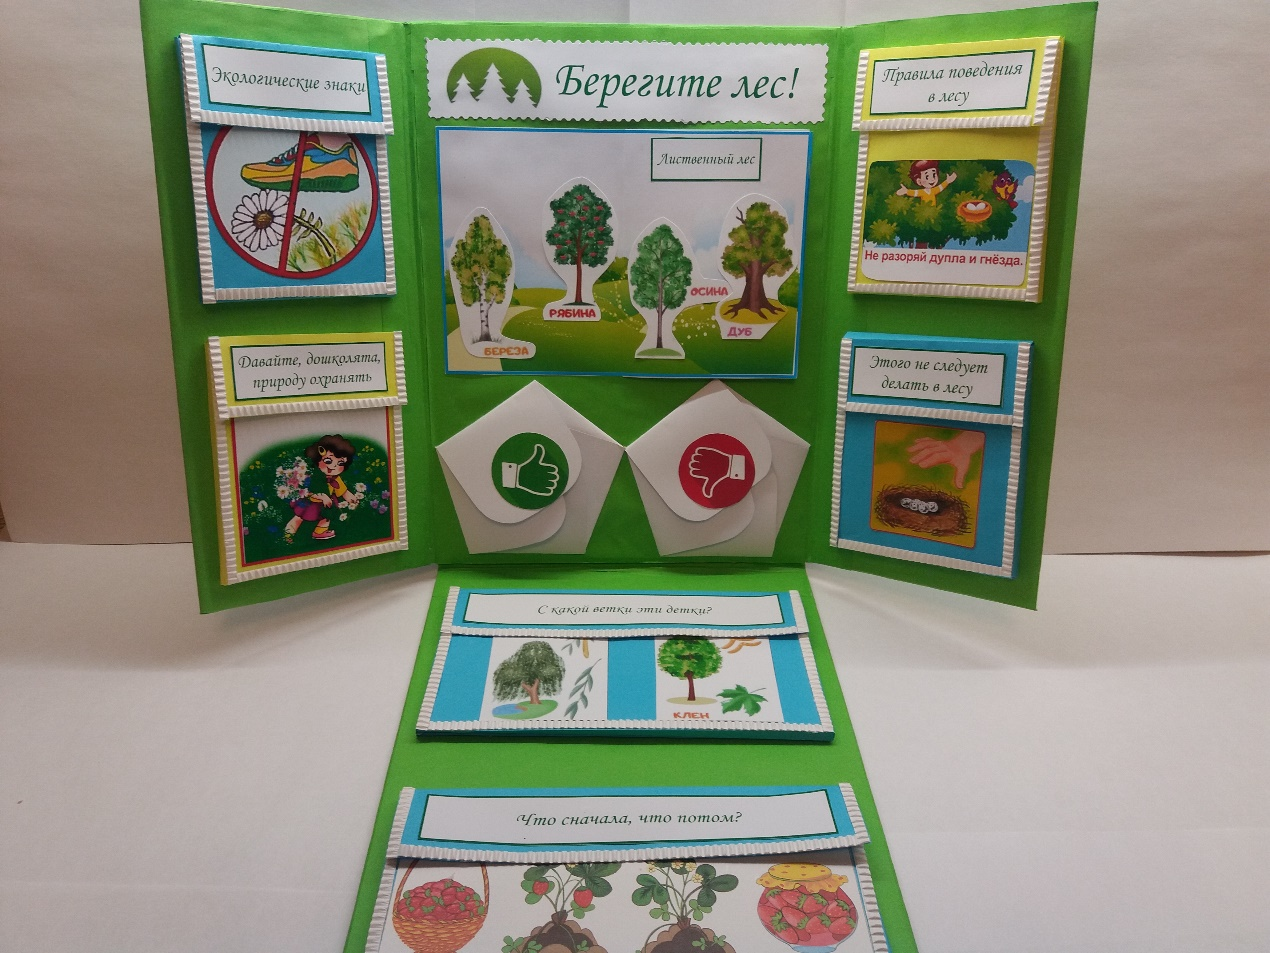 Экологические знаки
Берегите лес!
Правила поведения
в лесу
Лиственный лес
БЕРЁЗА
РЯБИНА
ОСИНА
ДУБ
Не разоряй дупла и гнёзда.
Давайте, дошколята,
природу охранять
Этого не следует
делать в лесу
С какой ветки эти детки?
КЛЕН
Что сначала, что потом?